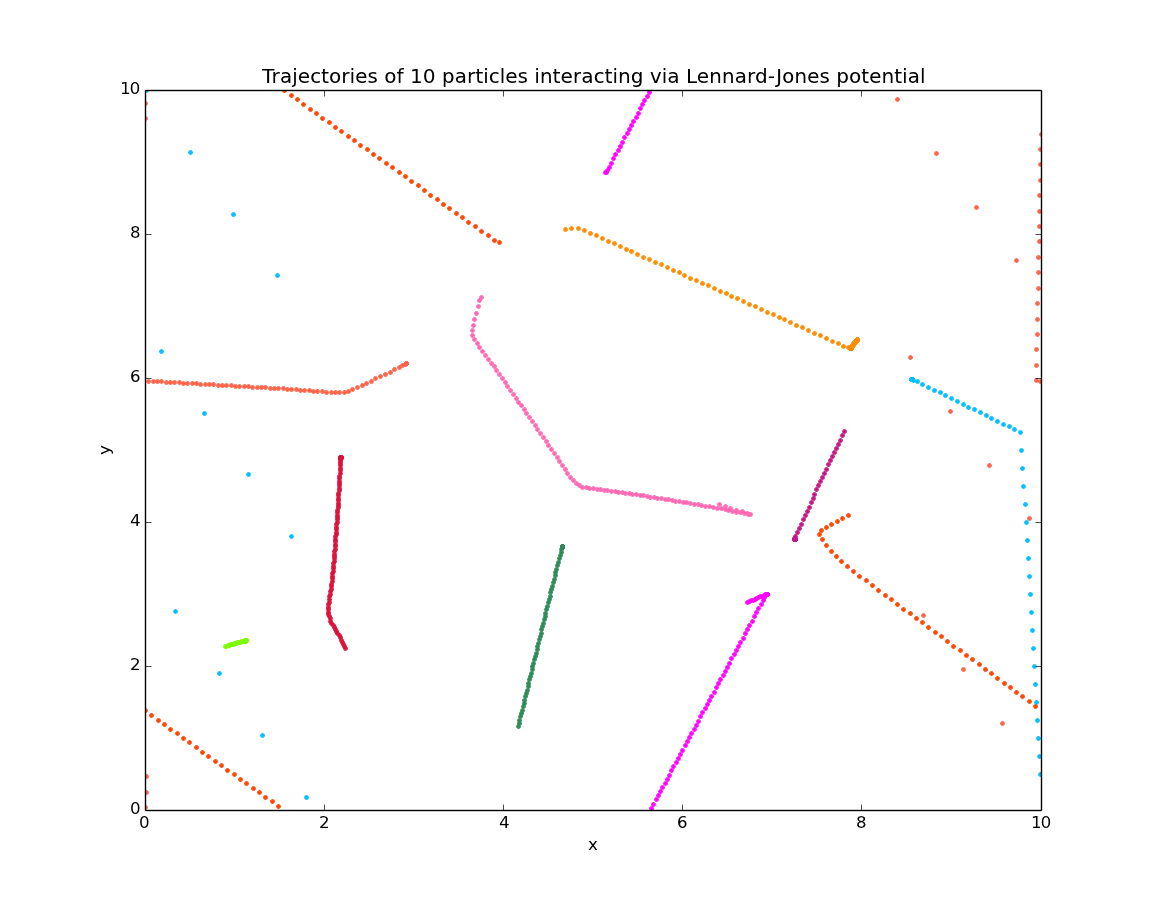 Trajectories of 10 particles interacting via Lennard-Jones potential
10
8
6
y
4
2
0
0 2 4 6 8 10
x